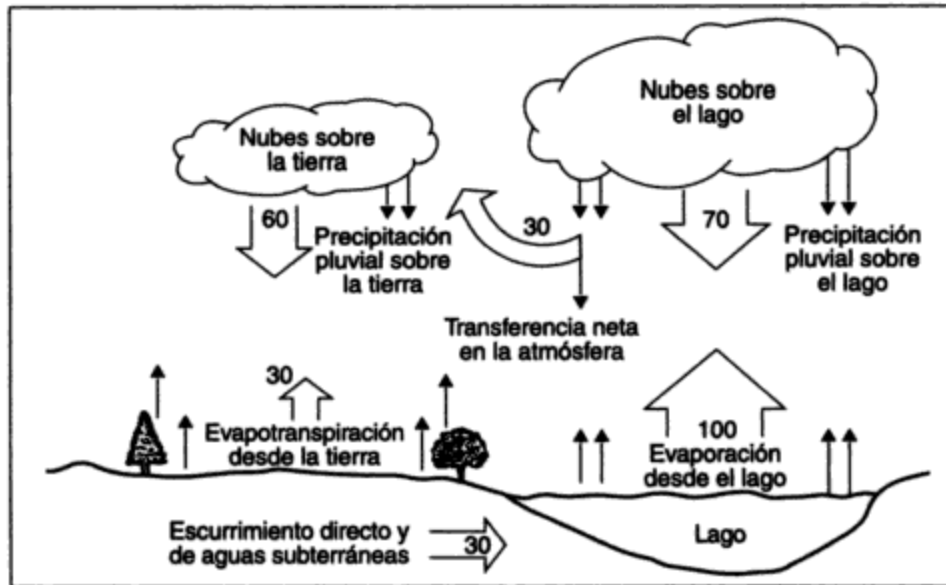 Nubes sobre
el lago
Nubes sobre
la tierra
60
30
70
Precipitación
pluvial sobre
la tierra
Precipitación
pluvial sobre
el lago
Transferencia neta
en la atmósfera
30
Evapotranspiración
desde la tierra
100
Evaporación
desde el lago
Escurrimiento directo y
de aguas subterráneas
30
Lago